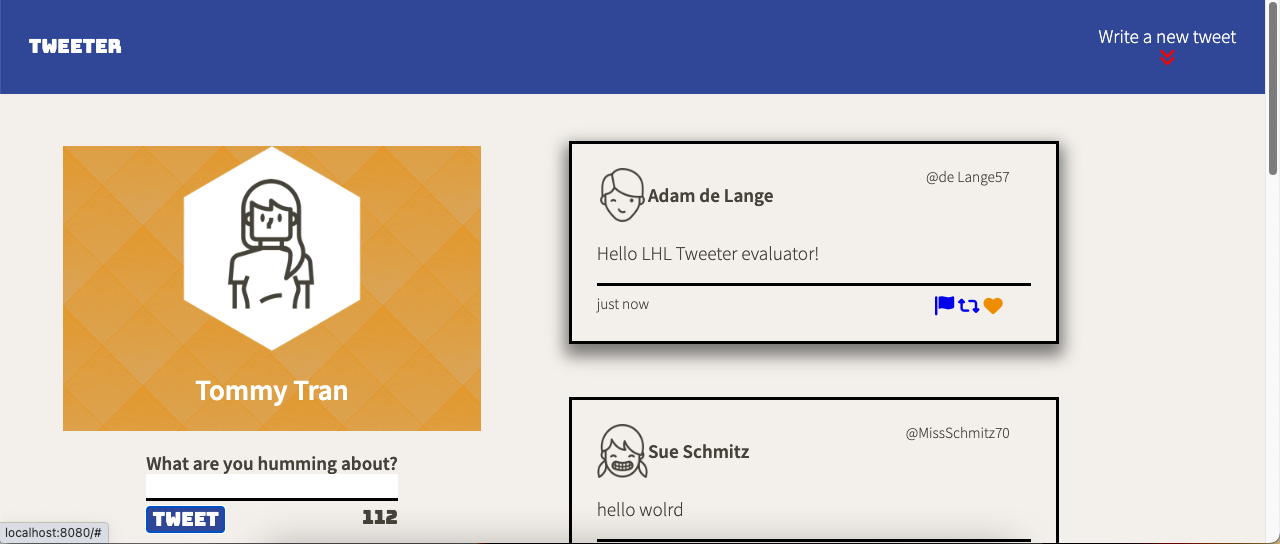 TWEETER
Write a new tweet
Tommy Tran
What are you humming about?
TWEET
112
Adam de Lange
@de Lange57
Hello LHL Tweeter evaluator!
just now
Sue Schmitz
@MissSchmitz70
hello wolrd
localhost:8080/#